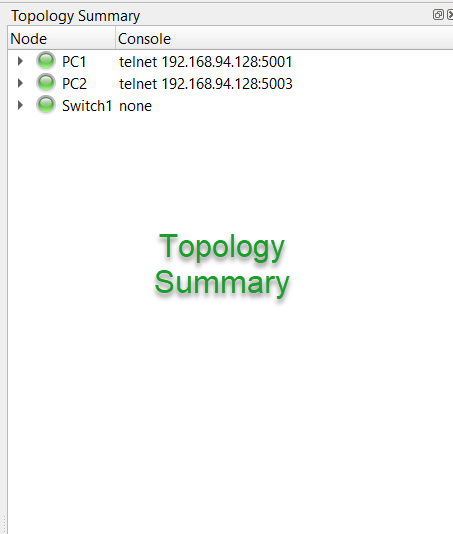 Topology Summary
Node Console
PC1 telnet 192.168.94.128:5001
PC2 telnet 192.168.94.128:5003
Switch1 none
Topology
Summary